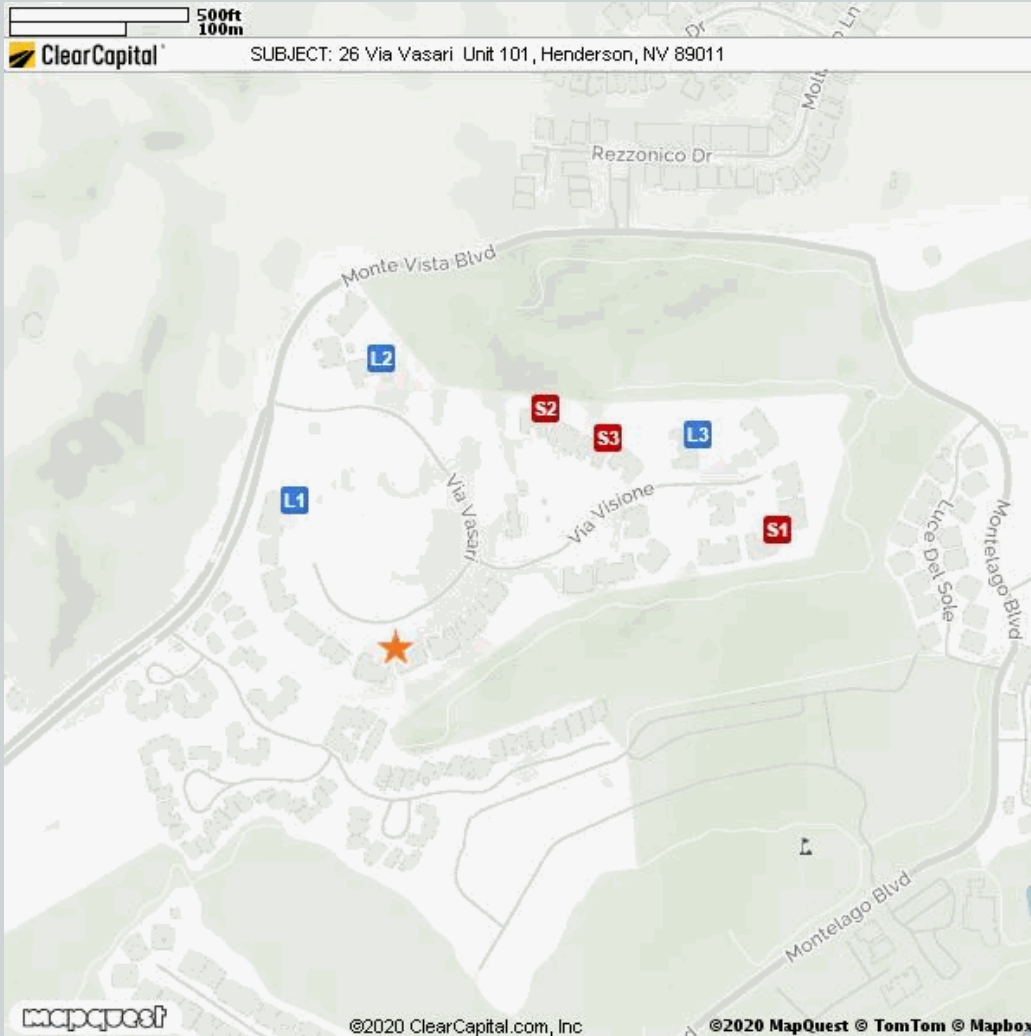 500ft
100m
ClearCapital SUBJECT: 26 Via Vasari Unit 101, Henderson, NV 89011
Dr
Ln
Rezzonico Dr
Monte Vista Blvd
L2
S2
S3
L3
L1
Via Vasari
Via Visione
S1
Luce Del Sole
Montelago Blvd
Montelago Blvd
mapquest
©2020 ClearCapital.com, Inc
©2020 MapQuest © TomTom © Mapbox